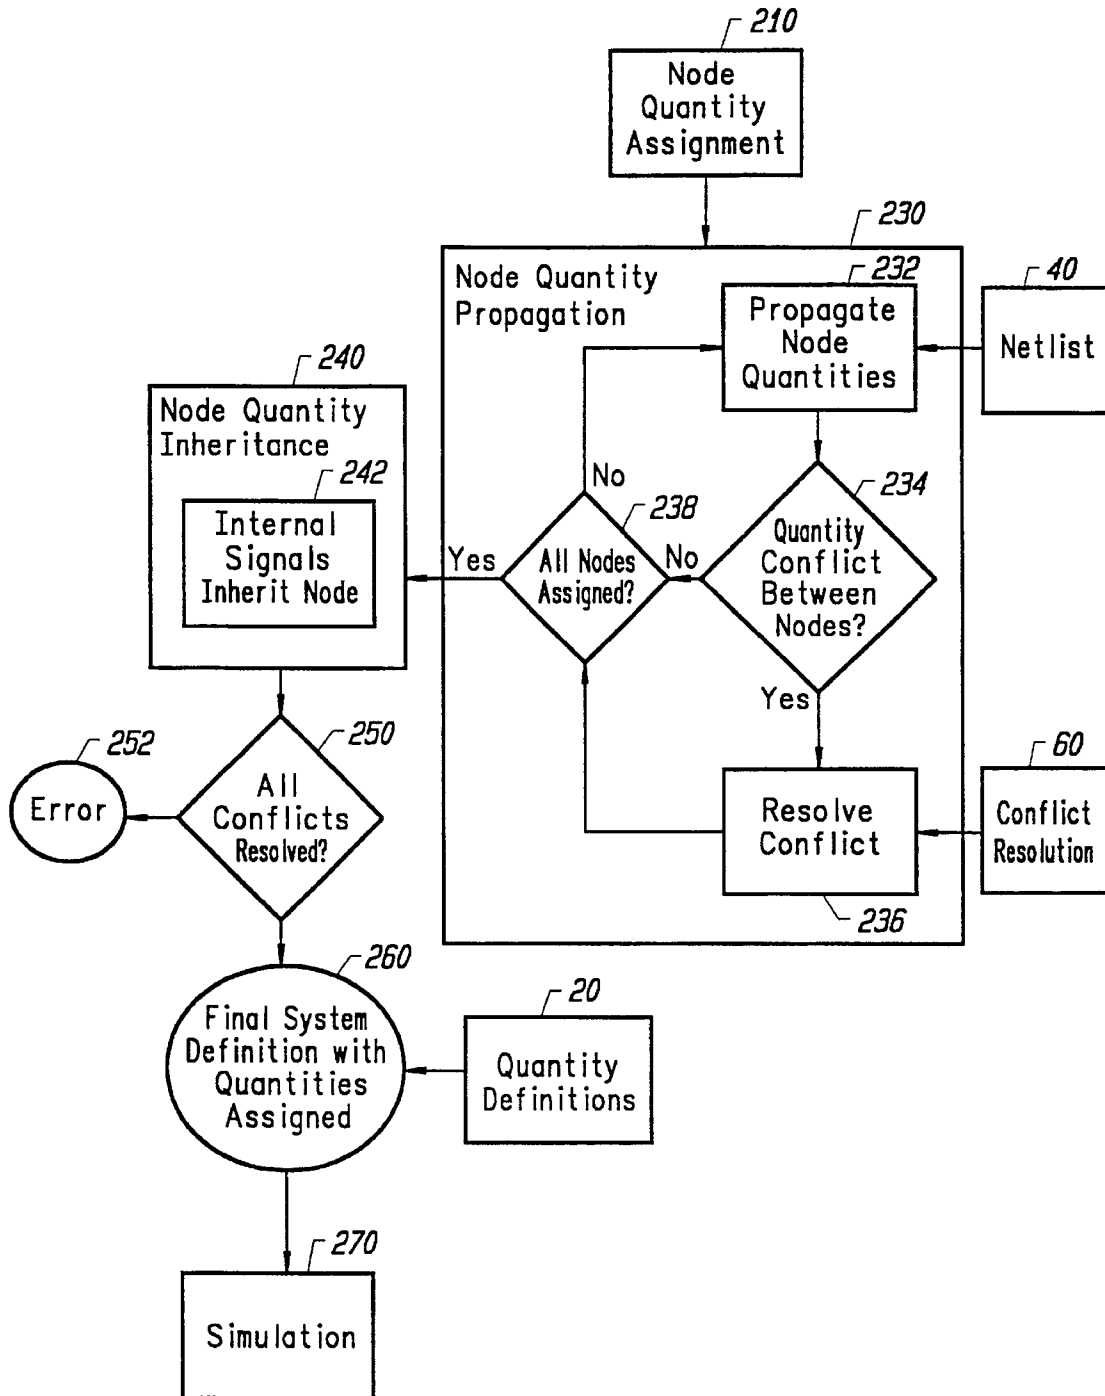 210
Node
Quantity
Assignment
230
Node Quantity
Propagation
232
Propagate
Node
Quantities
40
Netlist
240
Node Quantity
Inheritance
242
Internal
Signals
Inherit Node
No
238
All Nodes
Assigned?
Yes
No
234
Quantity
Conflict
Between
Nodes?
Yes
252
Error
250
All
Conflicts
Resolved?
Resolve
Conflict
236
60
Conflict
Resolution
260
Final System
Definition with
Quantities
Assigned
20
Quantity
Definitions
270
Simulation